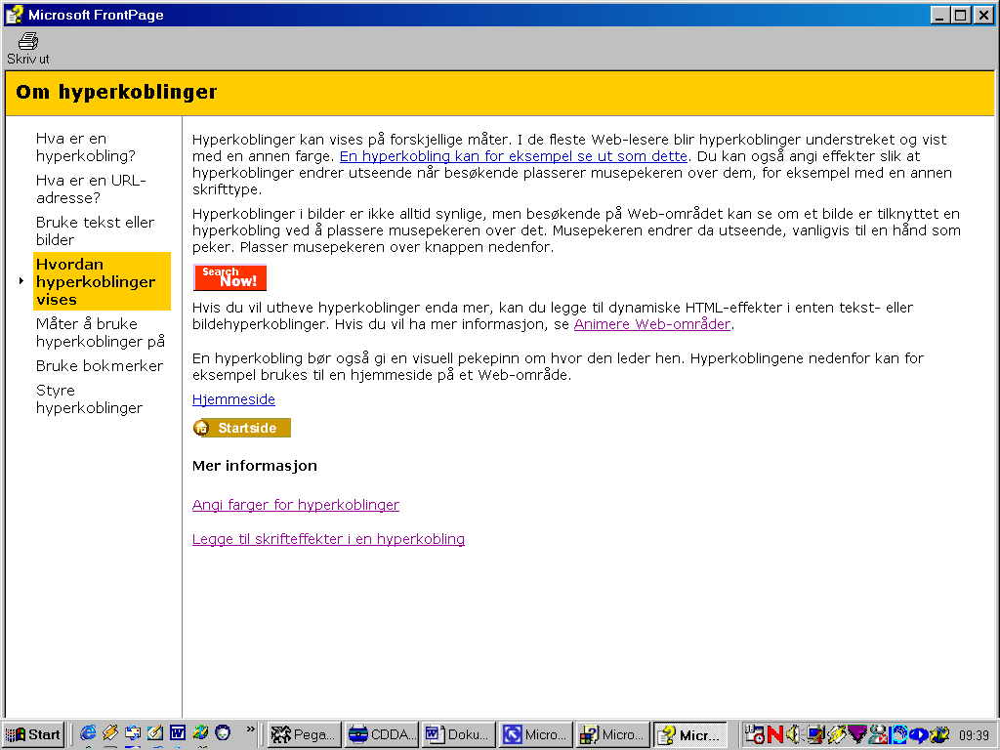 Microsoft FrontPage
Skriv ut
Om hyperkoblinger
Hva er en
hyperkobling?
Hva er en URL-
adresse?
Bruke tekst eller
bilder
Hvordan
hyperkoblinger
vises
Måter å bruke
hyperkoblinger på
Bruke bokmerker
Styre
hyperkoblinger
Hyperkoblinger kan vises på forskjellige måter. I de fleste Web-lesere blir hyperkoblinger understreket og vist
med en annen farge. En hyperkobling kan for eksempel se ut som dette. Du kan også angi effekter slik at
hyperkoblinger endrer utseende når besøkende plasserer musepekeren over dem, for eksempel med en annen
skrifttype.
Hyperkoblinger i bilder er ikke alltid synlige, men besøkende på Web-området kan se om et bilde er tilknyttet en
hyperkobling ved å plassere musepekeren over det. Musepekeren endrer da utseende, vanligvis til en hånd som
peker. Plasser musepekeren over knappen nedenfor.
Search
Now!
Hvis du vil utheve hyperkoblinger enda mer, kan du legge til dynamiske HTML-effekter i enten tekst- eller
bildehyperkoblinger. Hvis du vil ha mer informasjon, se Animere Web-områder.
En hyperkobling bør også gi en visuell pekepinn om hvor den leder hen. Hyperkoblingene nedenfor kan for
eksempel brukes til en hjemmeside på et Web-område.
Hjemmeside
Startside
Mer informasjon
Angi farger for hyperkoblinger
Legge til skrifteffekter i en hyperkobling
Start » Pega... CDDA... Doku... Micro... Micro... Micr... 09:39